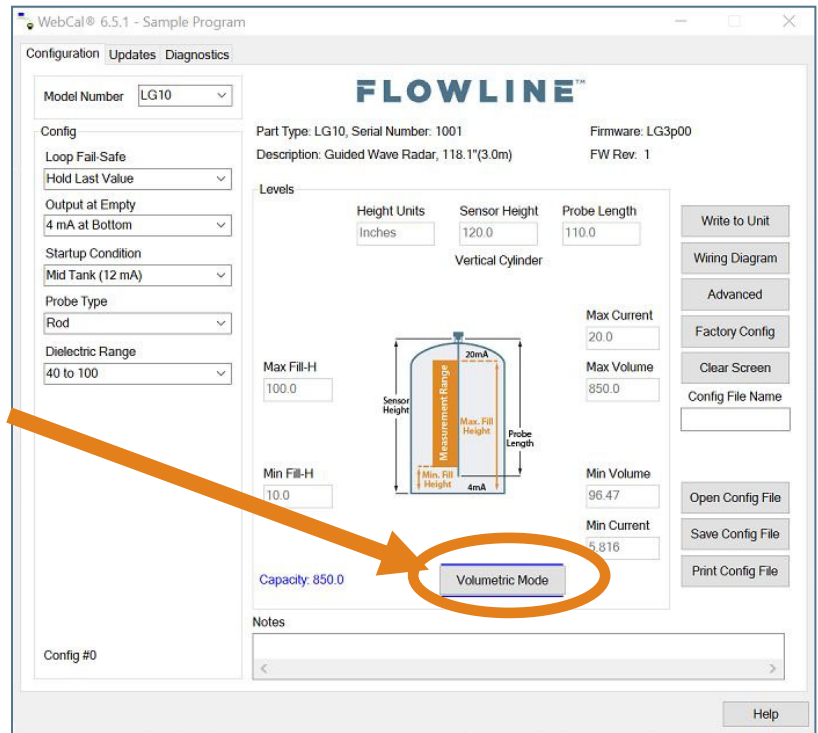 WebCal® 6.5.1 - Sample Program
Configuration Updates Diagnostics
Model Number LG10
FLOWLINE™
Config
Loop Fail-Safe
Hold Last Value
Output at Empty
4 mA at Bottom
Startup Condition
Mid Tank (12 mA)
Probe Type
Rod
Dielectric Range
40 to 100
Config #0
Part Type: LG10, Serial Number: 1001
Firmware: LG3p00
Description: Guided Wave Radar, 118.1"(3.0m)
FW Rev: 1
Levels
Height Units Sensor Height Probe Length
Inches 120.0 110.0
Vertical Cylinder
Max Current
20.0
Max Fill-H
100.0
Max Volume
850.0
20mA
Measurement Range
Sensor
Height
Max. Fill
Height
Probe
Length
Min. Fill
Height
4mA
Min Fill-H
10.0
Min Volume
96.47
Min Current
5.816
Capacity: 850.0
Volumetric Mode
Notes
Write to Unit
Wiring Diagram
Advanced
Factory Config
Clear Screen
Config File Name
Open Config File
Save Config File
Print Config File
Help